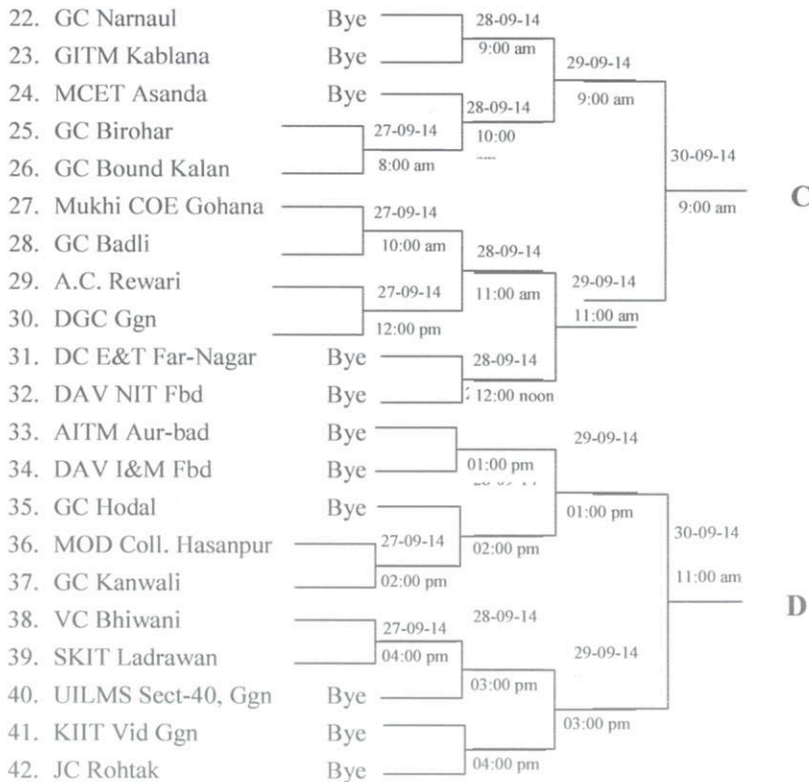 22. GC Narnaul Bye 28-09-14
23. GITM Kablana Bye 9:00 am 29-09-14
24. MCET Asanda Bye 28-09-14 9:00 am
25. GC Birohar 27-09-14 10:00
26. GC Bound Kalan 8:00 am 30-09-14
27. Mukhi COE Gohana 27-09-14 9:00 am C
28. GC Badli 10:00 am 28-09-14
29. A.C. Rewari 27-09-14 11:00 am 29-09-14
30. DGC Ggn 12:00 pm 11:00 am
31. DC E&T Far-Nagar Bye 28-09-14
32. DAV NIT Fbd Bye 12:00 noon
33. AITM Aur-bad Bye 29-09-14
34. DAV I&M Fbd Bye 01:00 pm
35. GC Hodal Bye 01:00 pm
36. MOD Coll. Hasanpur 27-09-14 02:00 pm 30-09-14
37. GC Kanwali 02:00 pm 11:00 am
38. VC Bhiwani 27-09-14 28-09-14 D
39. SKIT Ladrawan 04:00 pm 29-09-14
40. UILMS Sect-40, Ggn Bye 03:00 pm
41. KIIT Vid Ggn Bye 03:00 pm
42. JC Rohtak Bye 04:00 pm